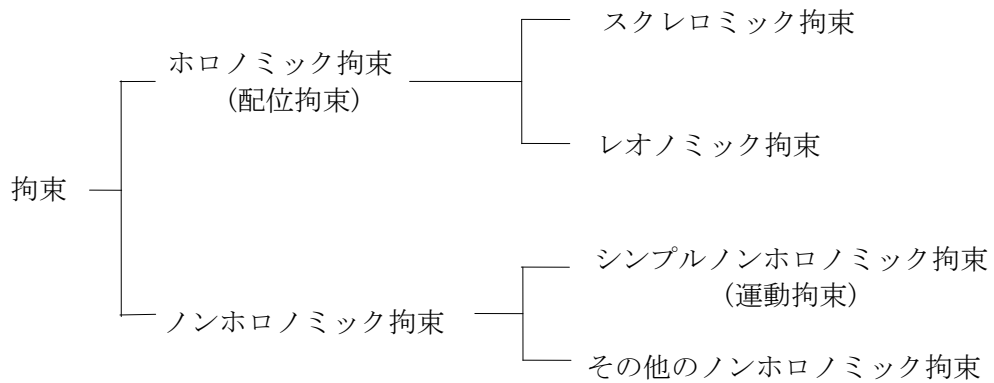 スクレロミック拘束
ホロノミック拘束
(配位拘束)
レオノミック拘束
拘束
シンプルノンホロノミック拘束
(運動拘束)
ノンホロノミック拘束
その他のノンホロノミック拘束